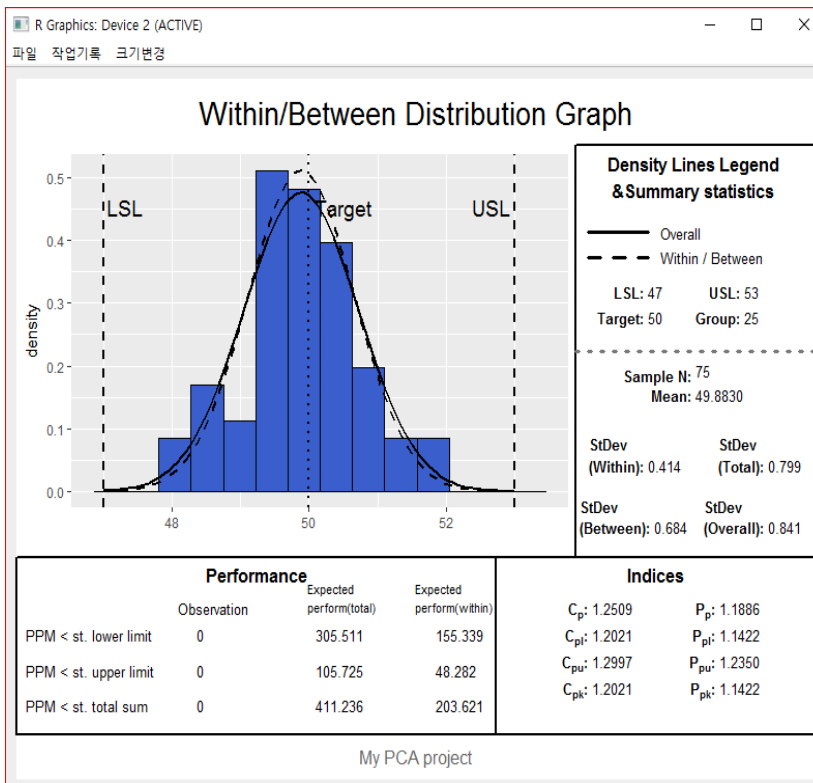 R Graphics: Device 2 (ACTIVE)
파일 작업기록 크기변경
Within/Between Distribution Graph
density
0.5
0.4
0.3
0.2
0.1
0.0
48 50 52
LSL Target USL
Density Lines Legend
&Summary statistics
Overall
Within / Between
LSL: 47 USL: 53
Target: 50 Group: 25
Sample N: 75
Mean: 49.8830
StDev StDev
(Within): 0.414 (Total): 0.799
StDev StDev
(Between): 0.684 (Overall): 0.841
Performance
Observation Expected perform(total) Expected perform(within)
PPM < st. lower limit 0 305.511 155.339
PPM < st. upper limit 0 105.725 48.282
PPM < st. total sum 0 411.236 203.621
Indices
Cp: 1.2509 Pp: 1.1886
Cpl: 1.2021 Ppl: 1.1422
Cpu: 1.2997 Ppu: 1.2350
Cpk: 1.2021 Ppk: 1.1422
My PCA project